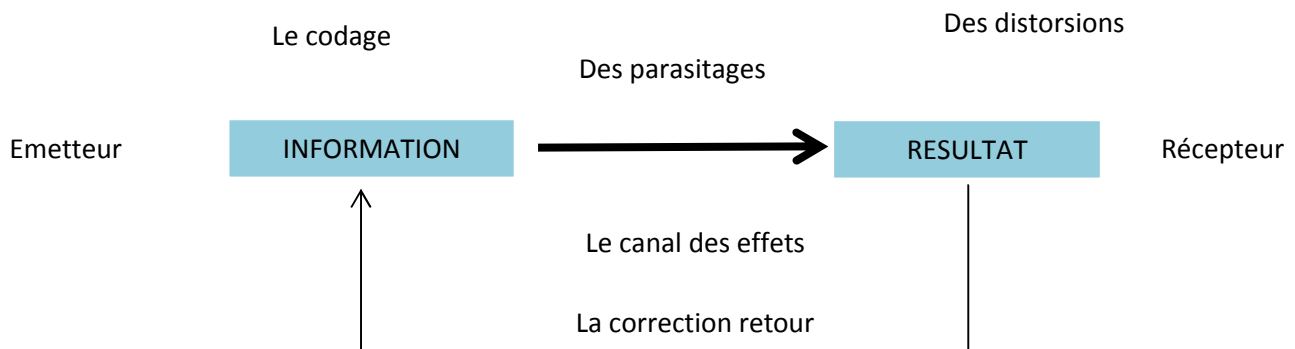 Des distorsions
Le codage
Des parasitages
Emetteur
INFORMATION
RESULTAT
Récepteur
Le canal des effets
La correction retour